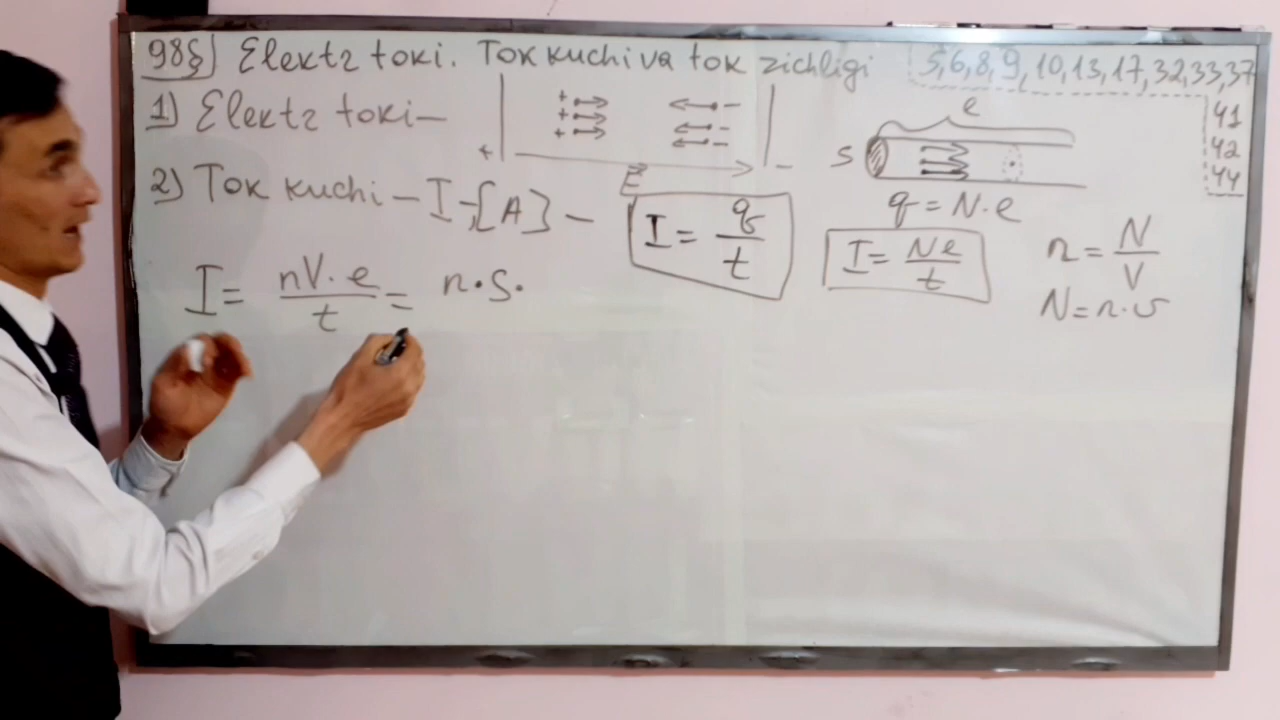 98§) Elektr toki. Tok kuchi va tok zichligi
5,6,8,9,10,13,17,32,33,37
41
42
44
1) Elektr toki—
+ + + - - -
+ -
E
S
e
2) Tok kuchi – I–;[A] –
I = q/t
q = N·e
I = Ne/t
n = N/V
N = n·v
I = nV·e/t = n·S·